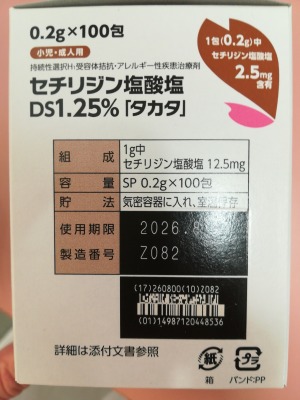 0.2g×100包
小児・成人用
持続性選択H₁受容体拮抗・アレルギー性疾患治療剤
セチリジン塩酸塩
DS1.25%「タカタ」
1包(0.2g)中
セチリジン塩酸塩
2.5mg
含有
組成 1g中
セチリジン塩酸塩 12.5mg
容量 SP 0.2g×100包
貯法 気密容器に入れ、室温保存
使用期限 2026.8
製造番号 Z082
(17)260800(10)Z082
(01)14987120448536
詳細は添付文書参照
紙
箱
プラ
バンド:PP